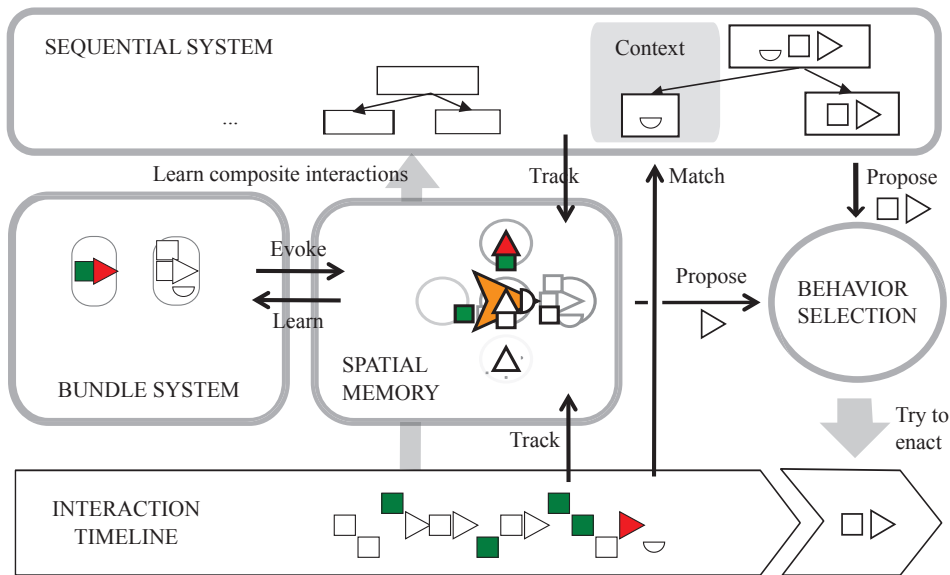 SEQUENTIAL SYSTEM
Context
...
Learn composite interactions
Track
Match
Propose
Evoke
Learn
Propose
BEHAVIOR
SELECTION
BUNDLE SYSTEM
SPATIAL
MEMORY
Track
Try to
enact
INTERACTION
TIMELINE